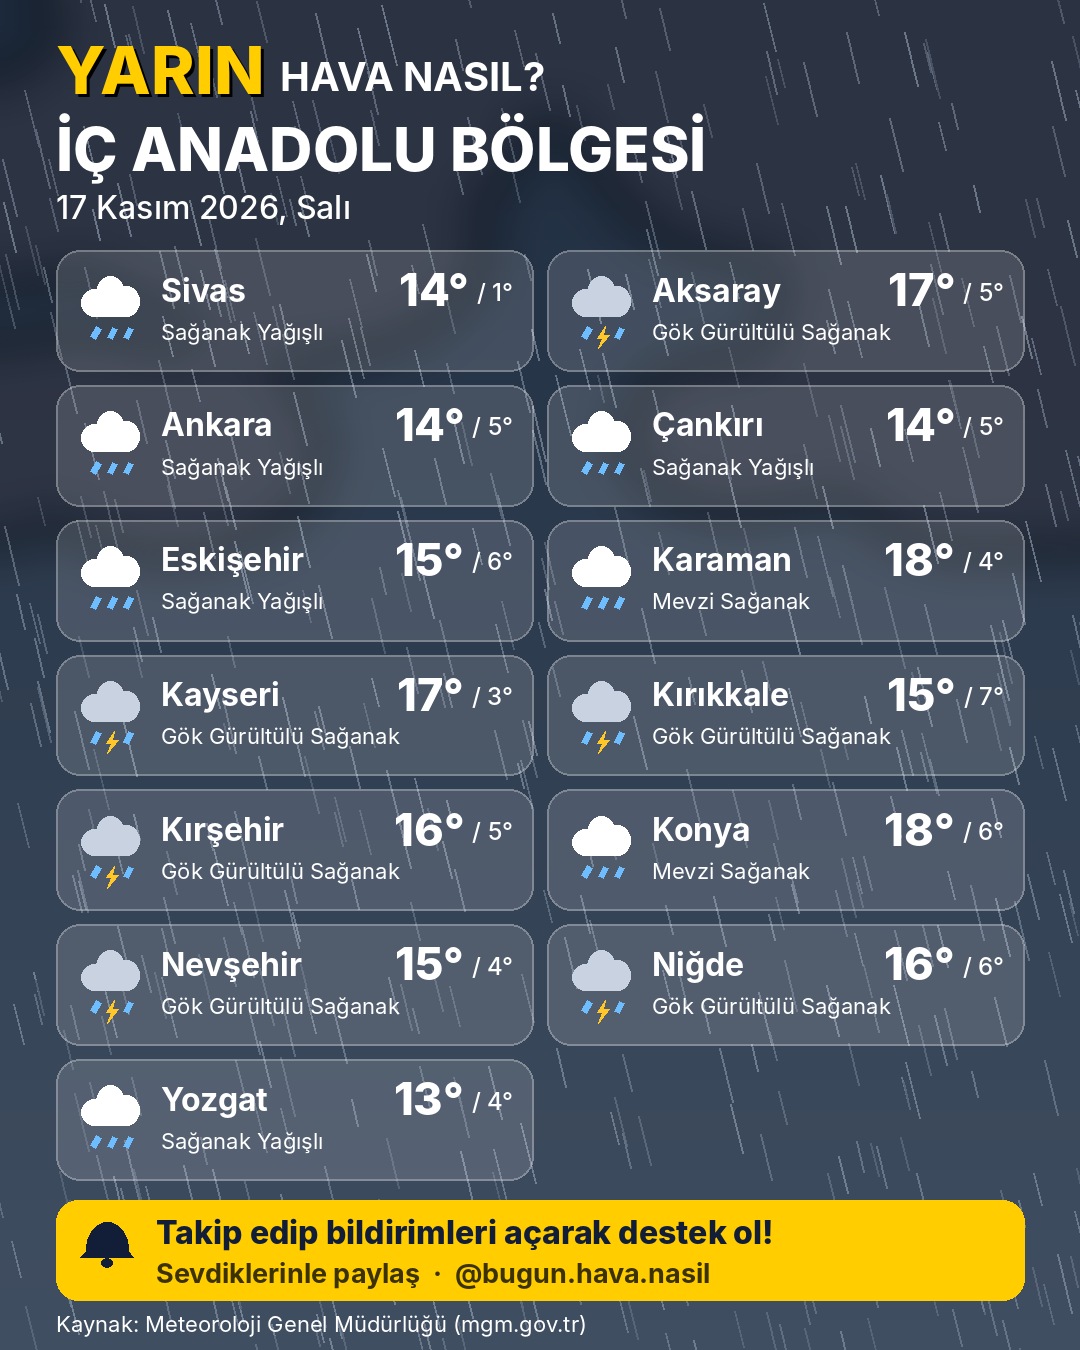 YARIN HAVA NASIL?
İÇ ANADOLU BÖLGESİ
17 Kasım 2026, Salı
Sivas 14° / 1°
Sağanak Yağışlı
Aksaray 17° / 5°
Gök Gürültülü Sağanak
Ankara 14° / 5°
Sağanak Yağışlı
Çankırı 14° / 5°
Sağanak Yağışlı
Eskişehir 15° / 6°
Sağanak Yağışlı
Karaman 18° / 4°
Mevzi Sağanak
Kayseri 17° / 3°
Gök Gürültülü Sağanak
Kırıkkale 15° / 7°
Gök Gürültülü Sağanak
Kırşehir 16° / 5°
Gök Gürültülü Sağanak
Konya 18° / 6°
Mevzi Sağanak
Nevşehir 15° / 4°
Gök Gürültülü Sağanak
Niğde 16° / 6°
Gök Gürültülü Sağanak
Yozgat 13° / 4°
Sağanak Yağışlı
Takip edip bildirimleri açarak destek ol!
Sevdiklerinle paylaş · @bugun.hava.nasil
Kaynak: Meteoroloji Genel Müdürlüğü (mgm.gov.tr)